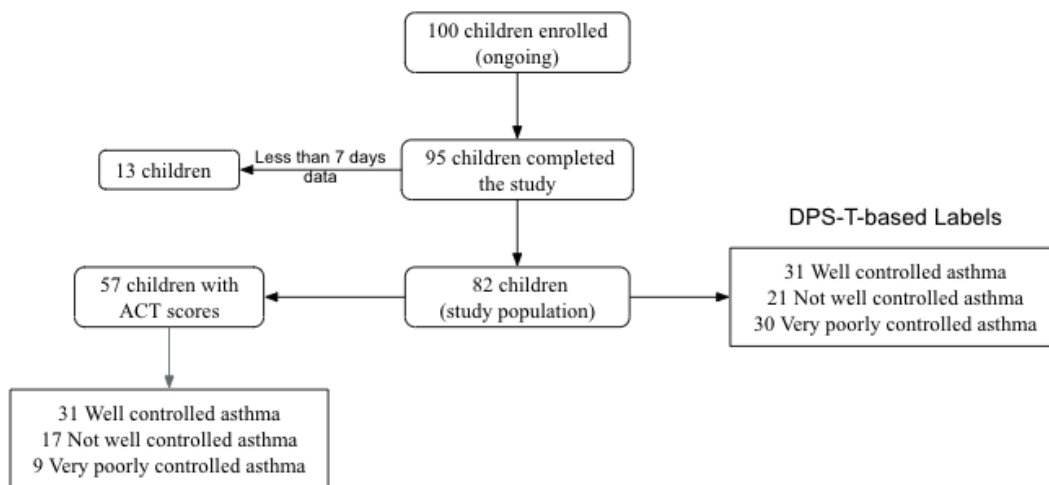 100 children enrolled
(ongoing)
Less than 7 days
data
13 children
95 children completed
the study
DPS-T-based Labels
57 children with
ACT scores
82 children
(study population)
31 Well controlled asthma
21 Not well controlled asthma
30 Very poorly controlled asthma
31 Well controlled asthma
17 Not well controlled asthma
9 Very poorly controlled asthma